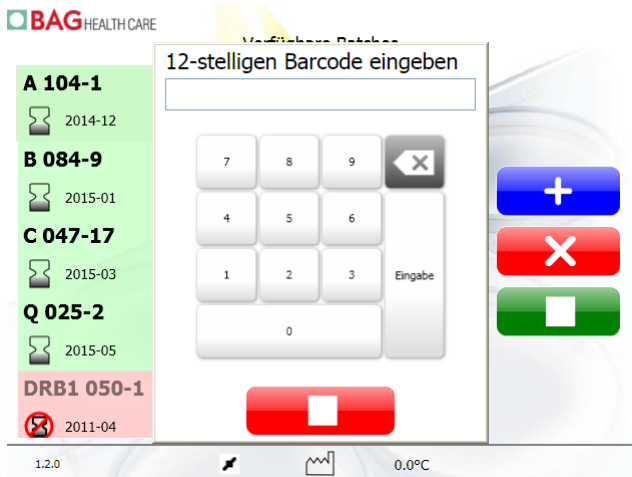 BAG HEALTH CARE
12-stelligen Barcode eingeben
A 104-1
2014-12
B 084-9
2015-01
C 047-17
2015-03
Q 025-2
2015-05
DRB1 050-1
2011-04
7 8 9
4 5 6
1 2 3 Eingabe
0
1.2.0 0.0°C